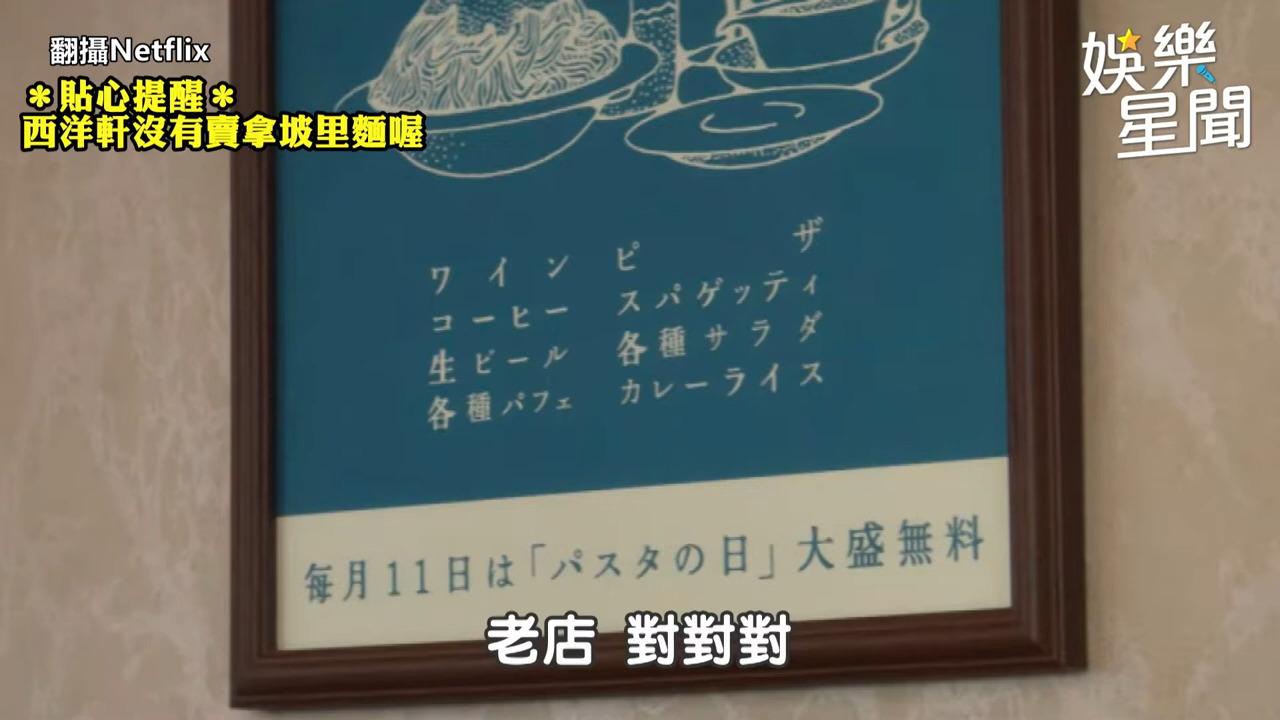 翻攝Netflix
＊貼心提醒＊
西洋軒沒有賣拿坡里麵喔
娛樂
星聞
ワイン ピザ
コーヒー スパゲッティ
生ビール 各種サラダ
各種パフェ カレーライス
毎月11日は「パスタの日」大盛無料
老店 對對對